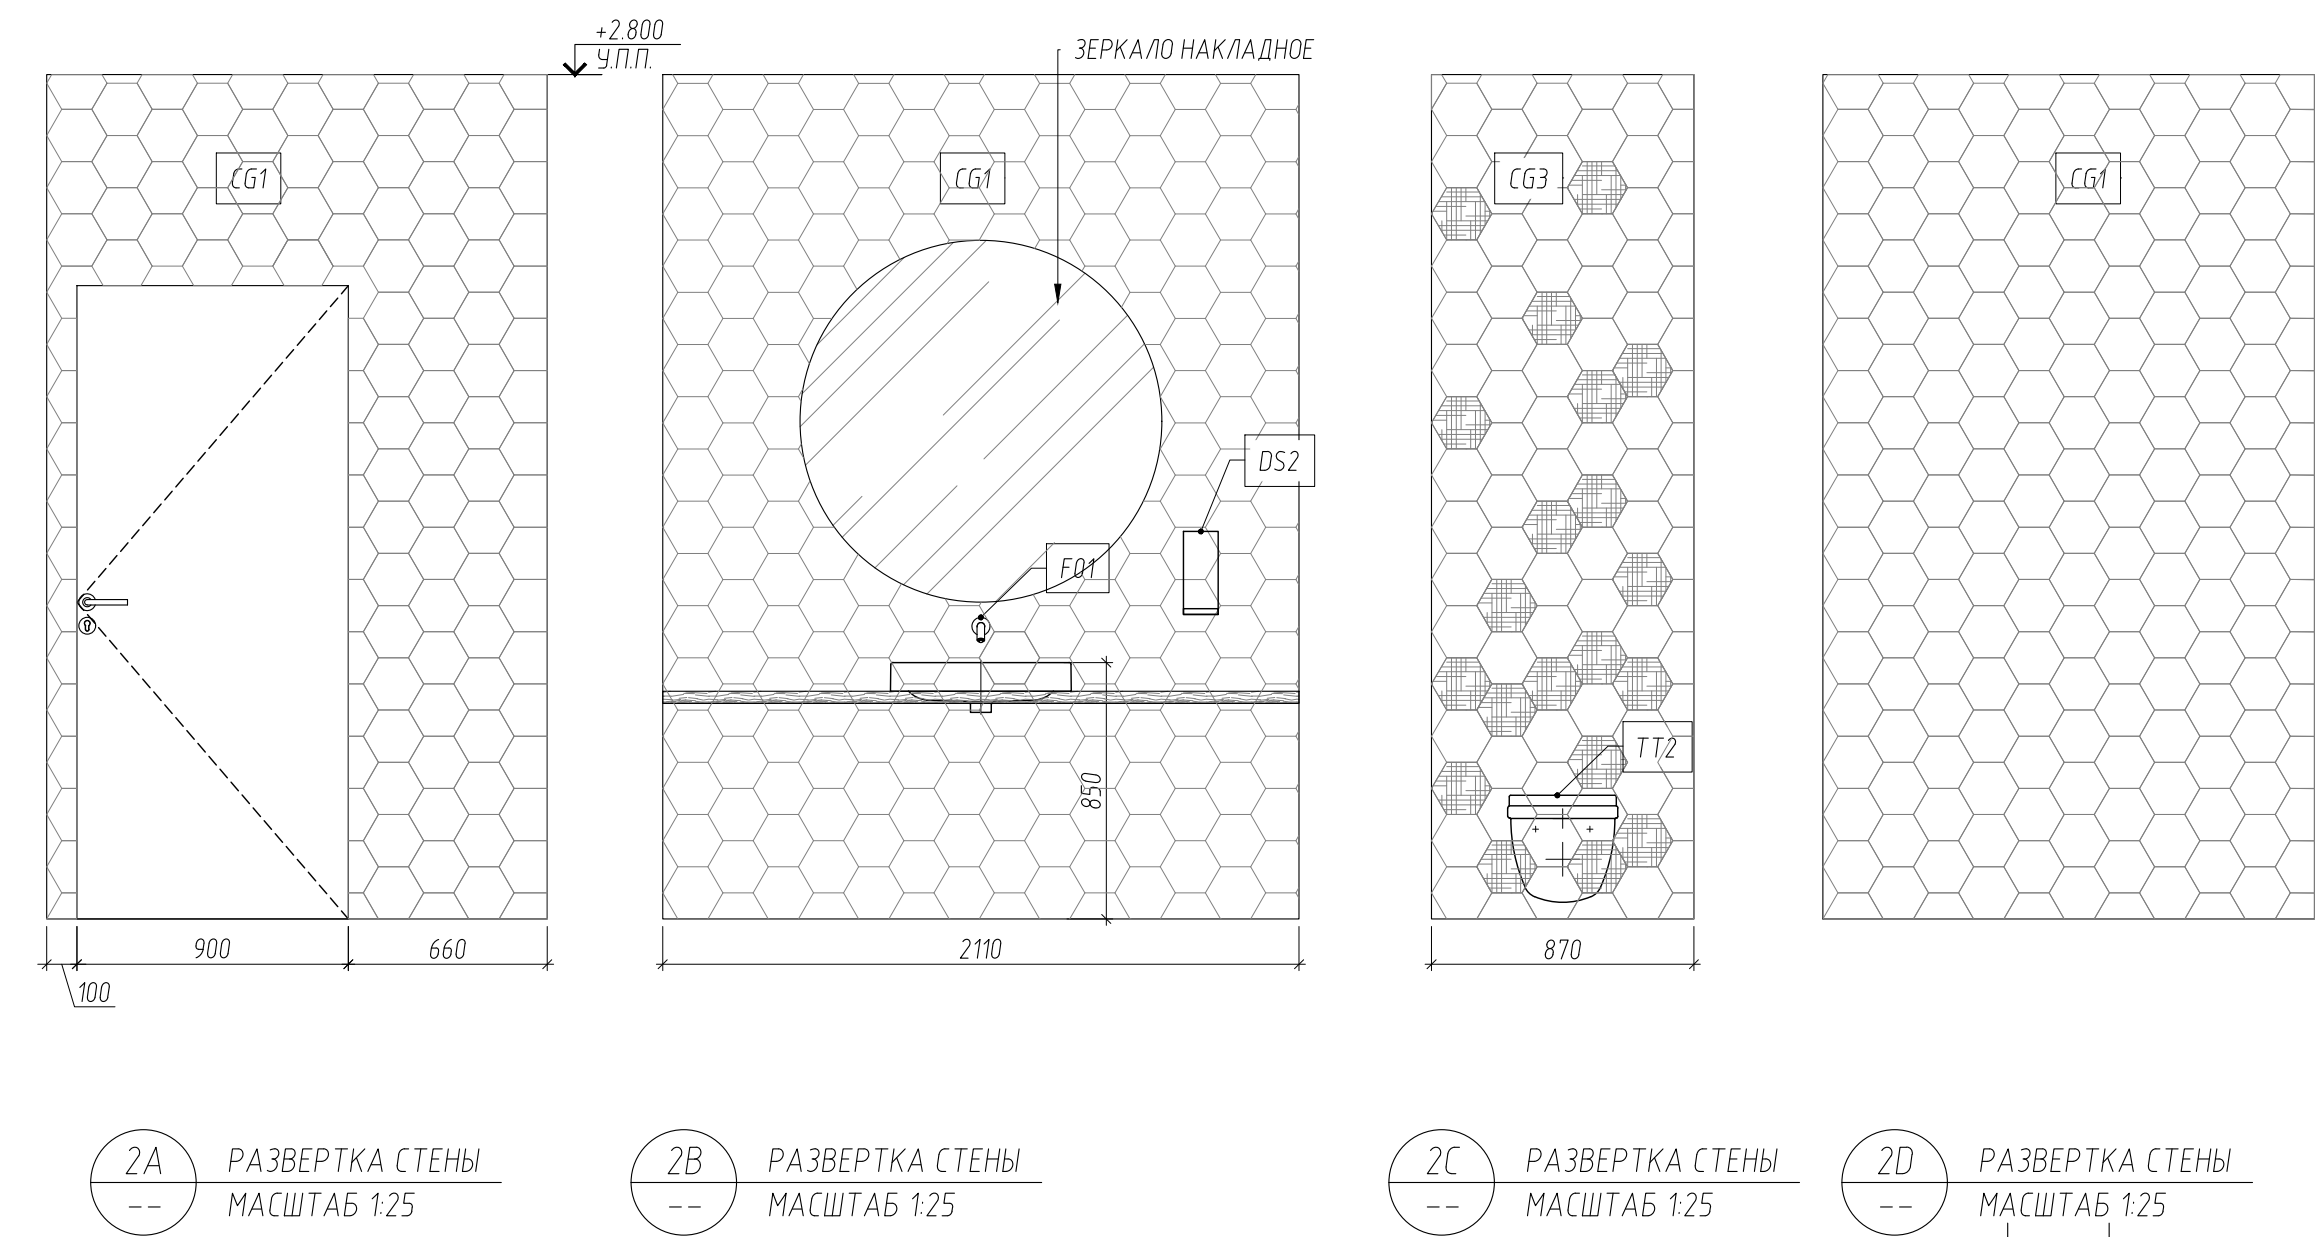 +2.800
У.П.П.
ЗЕРКАЛО НАКЛАДНОЕ
CG1
CG1
CG3
CG1
DS2
F01
TT2
850
900
660
2110
870
100
2A
РАЗВЕРТКА СТЕНЫ
--
МАСШТАБ 1:25
2B
РАЗВЕРТКА СТЕНЫ
--
МАСШТАБ 1:25
2C
РАЗВЕРТКА СТЕНЫ
--
МАСШТАБ 1:25
2D
РАЗВЕРТКА СТЕНЫ
--
МАСШТАБ 1:25